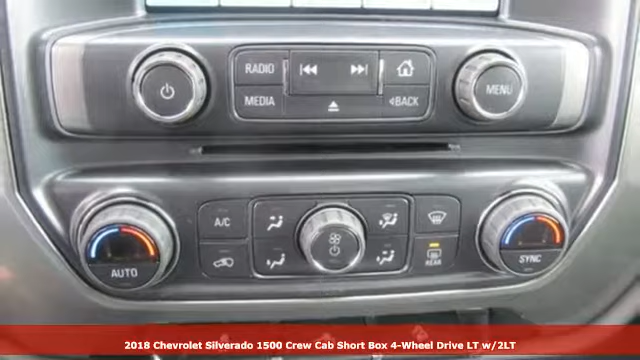 RADIO
MEDIA
BACK
MENU
A/C
AUTO
REAR
SYNC
2018 Chevrolet Silverado 1500 Crew Cab Short Box 4-Wheel Drive LT w/2LT